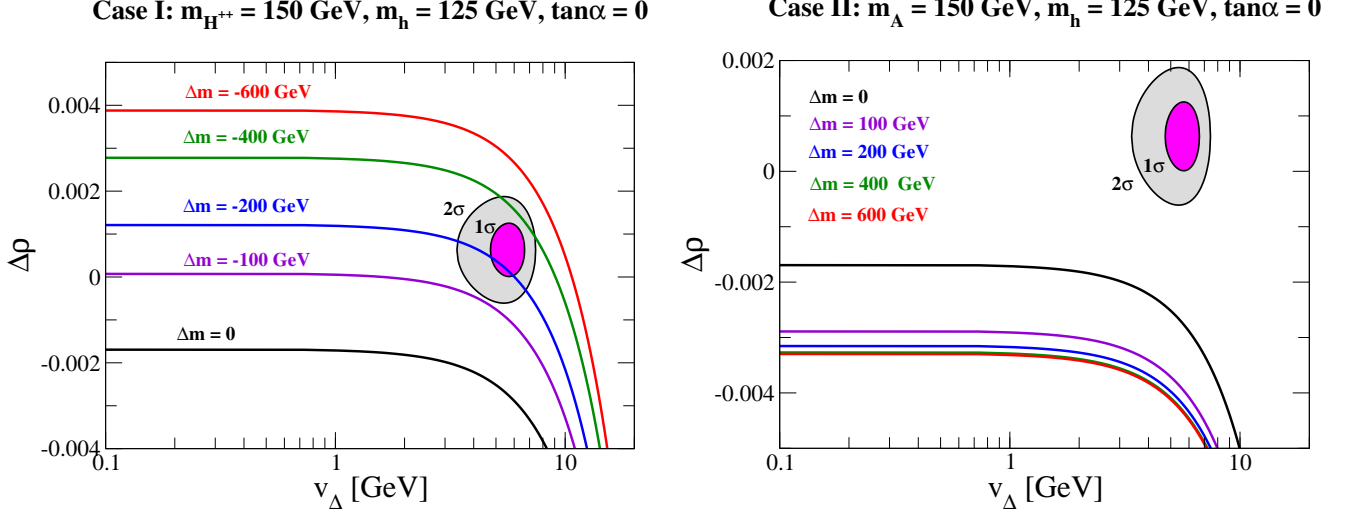 Case I: m_H++ = 150 GeV, m_h = 125 GeV, tanα = 0
0.004
0.002
0
-0.002
-0.004
Δρ
Δm = -600 GeV
Δm = -400 GeV
Δm = -200 GeV
Δm = -100 GeV
Δm = 0
2σ
1σ
0.1
1
10
v_Δ [GeV]
Case II: m_A = 150 GeV, m_h = 125 GeV, tanα = 0
0.002
0
-0.002
-0.004
Δρ
Δm = 0
Δm = 100 GeV
Δm = 200 GeV
Δm = 400 GeV
Δm = 600 GeV
1σ
2σ
0.1
1
10
v_Δ [GeV]